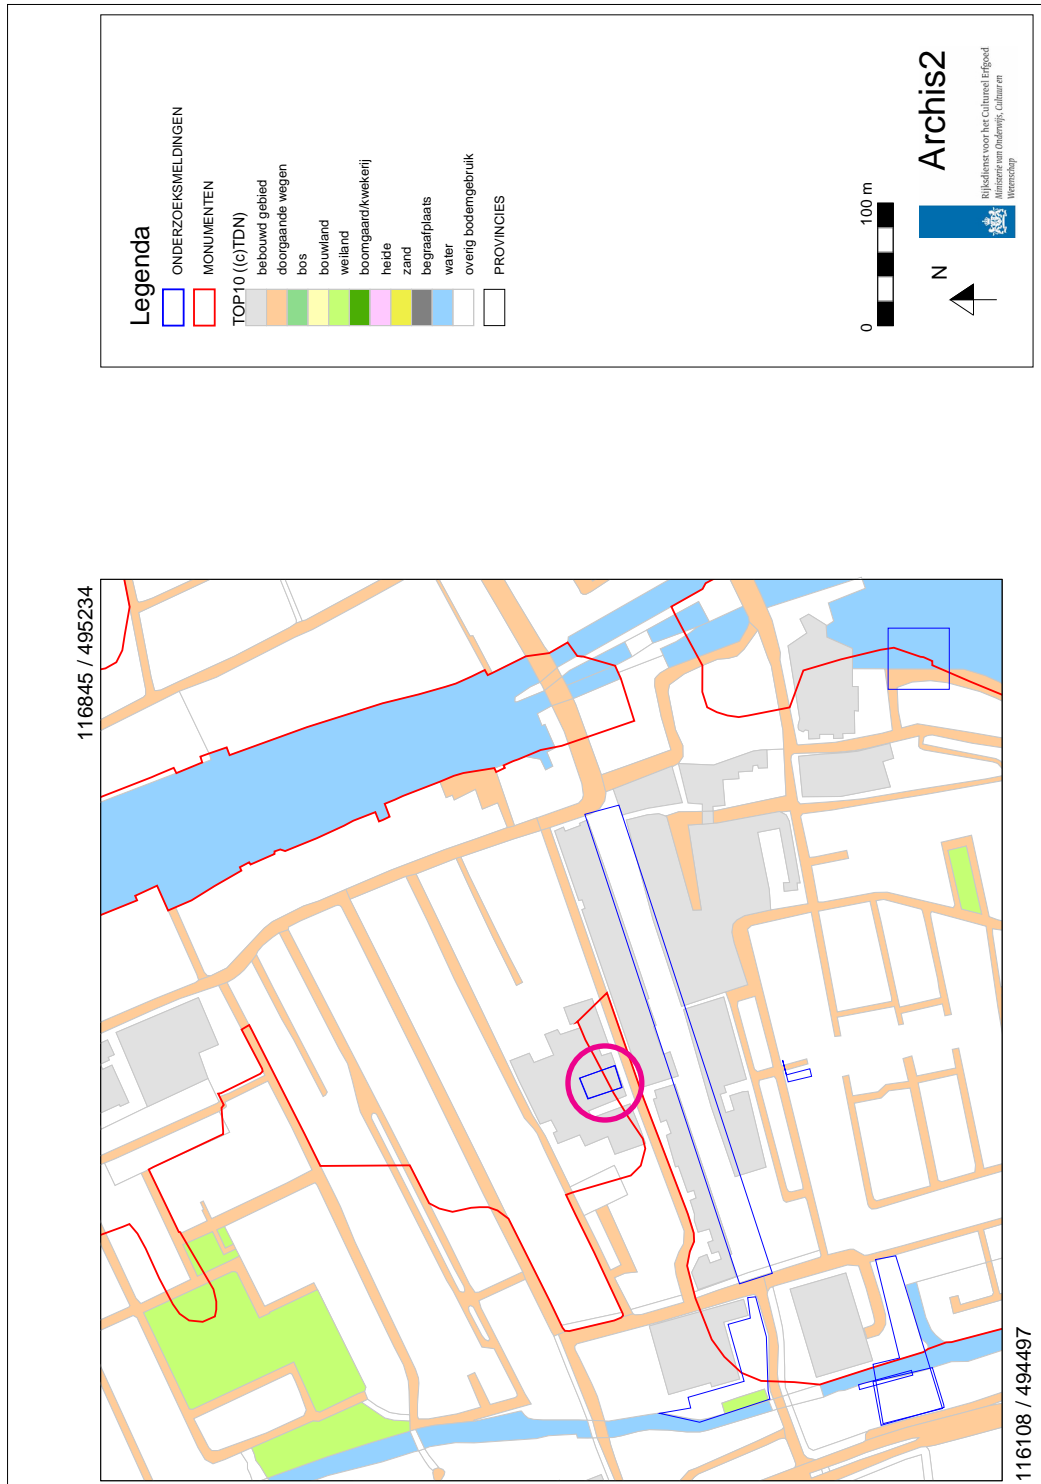 Legenda
ONDERZOEKSMELDINGEN
MONUMENTEN
TOP10 ((c)TDN)
bebouwd gebied
doorgaande wegen
bos
bouwland
weiland
boomgaard/kwekerij
heide
zand
begraafplaats
water
overig bodemgebruik
PROVINCIES
0
100 m
N
Archis2
Rijksdienst voor het Cultureel Erfgoed
Ministerie van Onderwijs, Cultuur en
Wetenschap
116845 / 495234
116108 / 494497